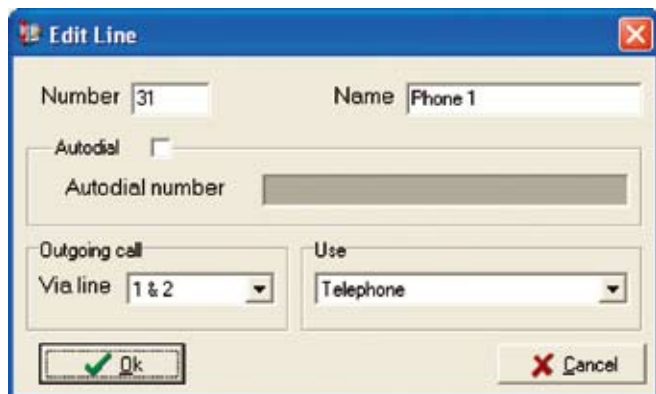 Edit Line
Number 31 Name Phone 1
Autodial
Autodial number
Outgoing call Use
Via line 1 & 2 Telephone
Ok Cancel